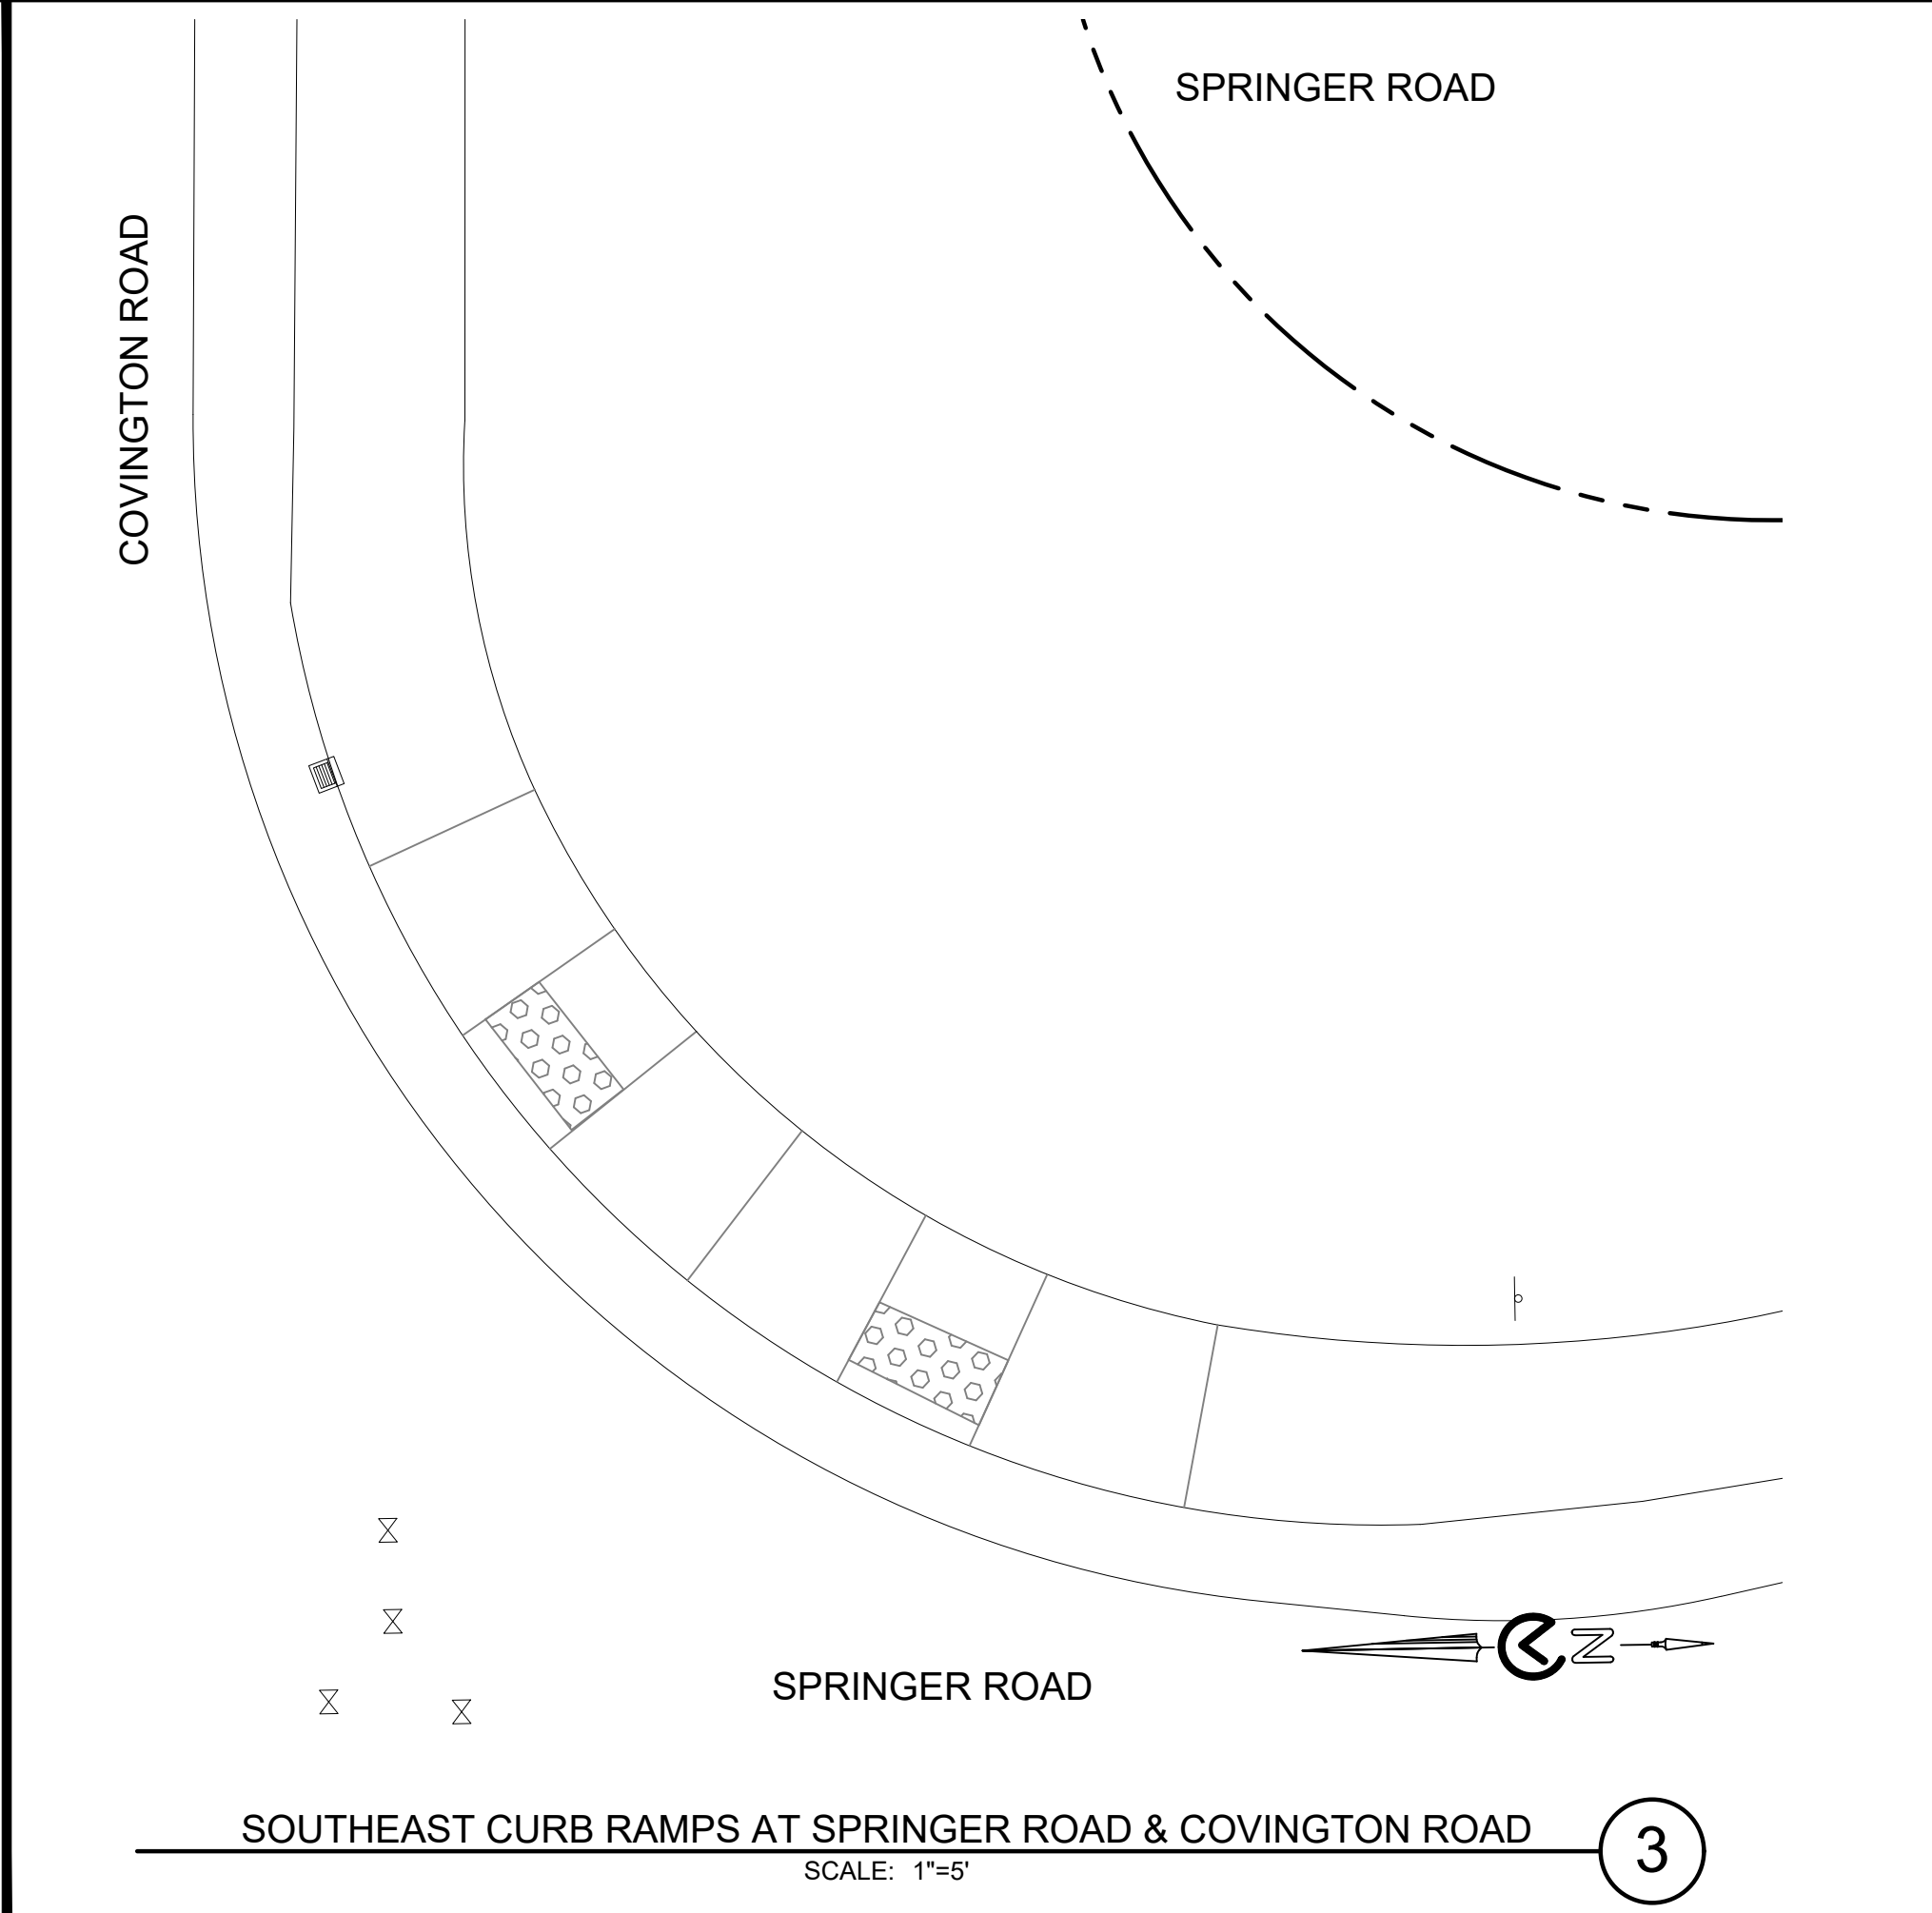 SPRINGER ROAD
COVINGTON ROAD
N
SPRINGER ROAD
SOUTHEAST CURB RAMPS AT SPRINGER ROAD & COVINGTON ROAD
3
SCALE: 1"=5'